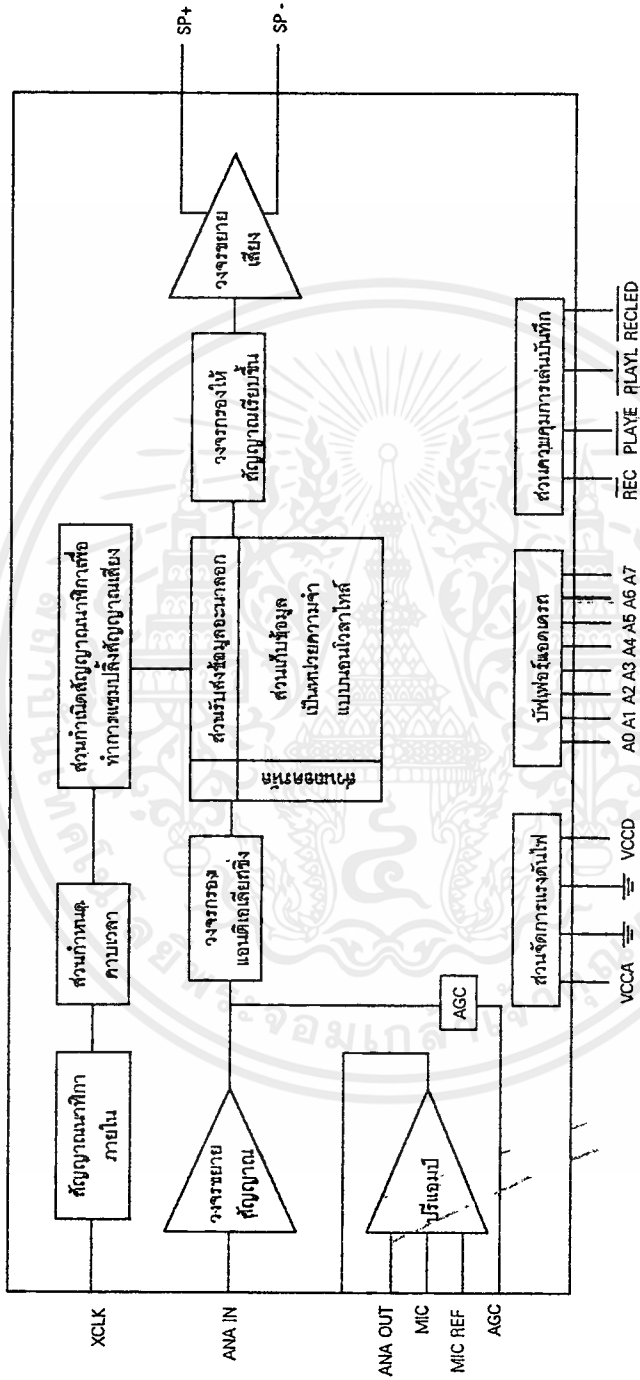 XCLK
สัญญาณนาฬิกา
ภายใน
ส่วนกำหนด
คาบเวลา
ส่วนกำเนิดสัญญาณนาฬิกาเพื่อ
ทำการแซมปลิ้งสัญญาณเสียง
ANA IN
วงจรขยาย
สัญญาณ
วงจรกรอง
แอนติเอเลียทซิ่ง
ส่วนรับส่งข้อมูลอะนาลอก
ส่วนเก็บข้อมูล
เป็นหน่วยความจำ
แบบนอนโวลาไทล์
วงจรกรองให้
สัญญาณเรียบขึ้น
วงจรขยาย
เสียง
SP+
SP -
ANA OUT
MIC
MIC REF
AGC
ปรีแอมป์
AGC
ส่วนจัดการแรงดันไฟ
VCCA
VCCD
บัฟเฟอร์แอดเดรส
A0 A1 A2 A3 A4 A5 A6 A7
ส่วนควบคุมการเล่นบันทึก
REC PLAYE PLAYL RECLED